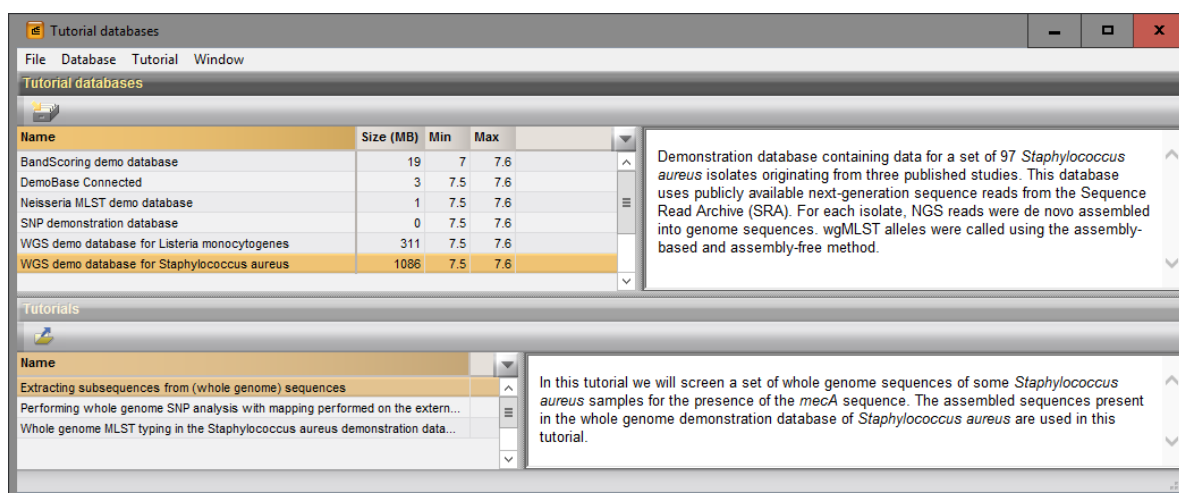 Tutorial databases
File Database Tutorial Window
Tutorial databases
Name Size (MB) Min Max
BandScoring demo database 19 7 7.6
DemoBase Connected 3 7.5 7.6
Neisseria MLST demo database 1 7.5 7.6
SNP demonstration database 0 7.5 7.6
WGS demo database for Listeria monocytogenes 311 7.5 7.6
WGS demo database for Staphylococcus aureus 1086 7.5 7.6
Demonstration database containing data for a set of 97 Staphylococcus
aureus isolates originating from three published studies. This database
uses publicly available next-generation sequence reads from the Sequence
Read Archive (SRA). For each isolate, NGS reads were de novo assembled
into genome sequences. wgMLST alleles were called using the assembly-
based and assembly-free method.
Tutorials
Name
Extracting subsequences from (whole genome) sequences
Performing whole genome SNP analysis with mapping performed on the extern...
Whole genome MLST typing in the Staphylococcus aureus demonstration data...
In this tutorial we will screen a set of whole genome sequences of some Staphylococcus
aureus samples for the presence of the mecA sequence. The assembled sequences present
in the whole genome demonstration database of Staphylococcus aureus are used in this
tutorial.